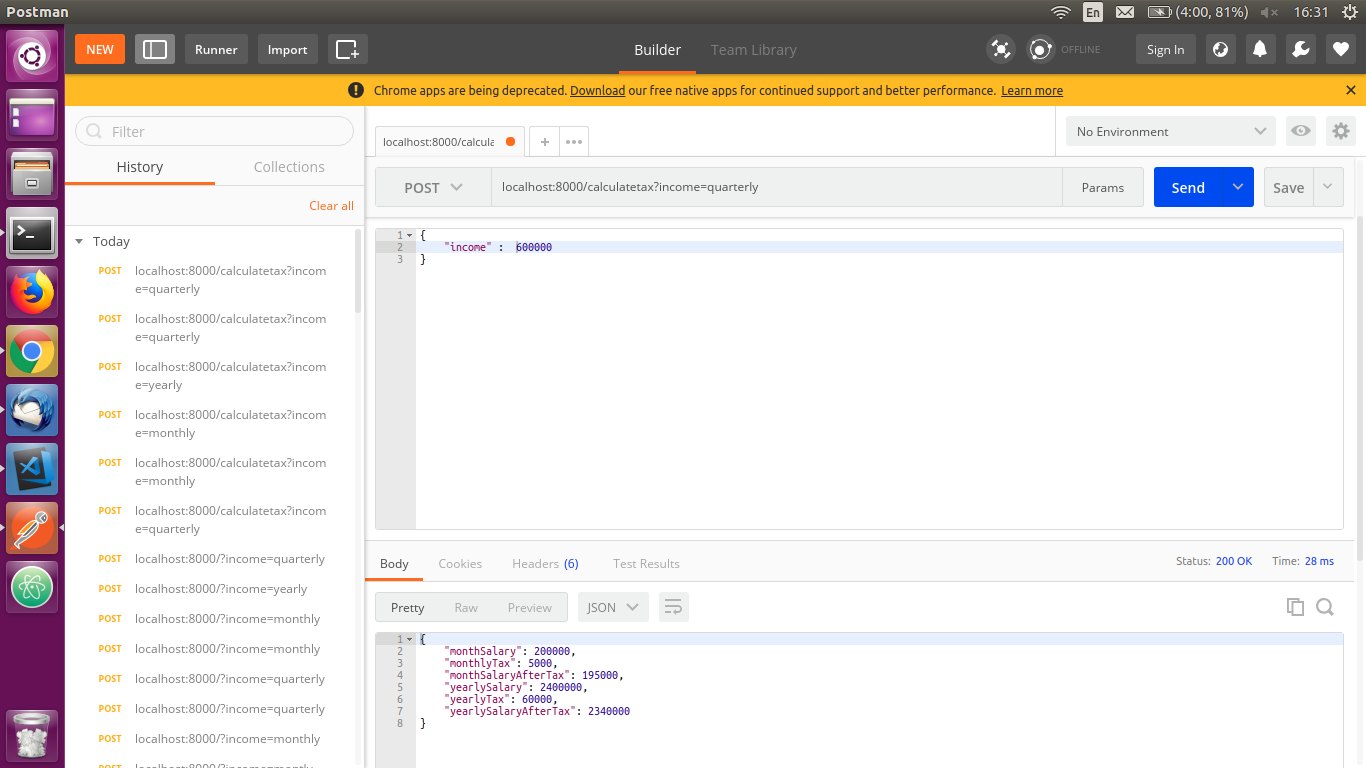 Postman
En
(4:00, 81%)
16:31
NEW
Runner
Import
Builder
Team Library
OFFLINE
Sign In
Chrome apps are being deprecated. Download our free native apps for continued support and better performance. Learn more
Filter
History
Collections
Clear all
Today
POST localhost:8000/calculatetax?incom
e=quarterly
POST localhost:8000/calculatetax?incom
e=quarterly
POST localhost:8000/calculatetax?incom
e=yearly
POST localhost:8000/calculatetax?incom
e=monthly
POST localhost:8000/calculatetax?incom
e=monthly
POST localhost:8000/calculatetax?incom
e=quarterly
POST localhost:8000/?income=quarterly
POST localhost:8000/?income=yearly
POST localhost:8000/?income=monthly
POST localhost:8000/?income=monthly
POST localhost:8000/?income=quarterly
POST localhost:8000/?income=quarterly
POST localhost:8000/?income=monthly
localhost:8000/calcula
No Environment
POST
localhost:8000/calculatetax?income=quarterly
Params
Send
Save
1 {
2 "income" : 600000
3 }
Body
Cookies
Headers (6)
Test Results
Status: 200 OK
Time: 28 ms
Pretty
Raw
Preview
JSON
1 {
2 "monthSalary": 200000,
3 "monthlyTax": 5000,
4 "monthSalaryAfterTax": 195000,
5 "yearlySalary": 2400000,
6 "yearlyTax": 60000,
7 "yearlySalaryAfterTax": 2340000
8 }